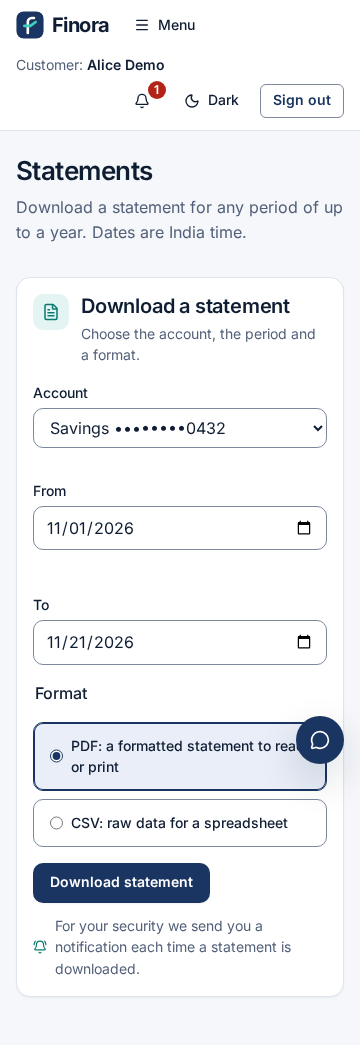 Finora
Menu
Customer: Alice Demo
1
Dark
Sign out
Statements
Download a statement for any period of up
to a year. Dates are India time.
Download a statement
Choose the account, the period and
a format.
Account
Savings ••••••••0432
From
11/01/2026
To
11/21/2026
Format
PDF: a formatted statement to
or print
CSV: raw data for a spreadsheet
Download statement
For your security we send you a
notification each time a statement is
downloaded.